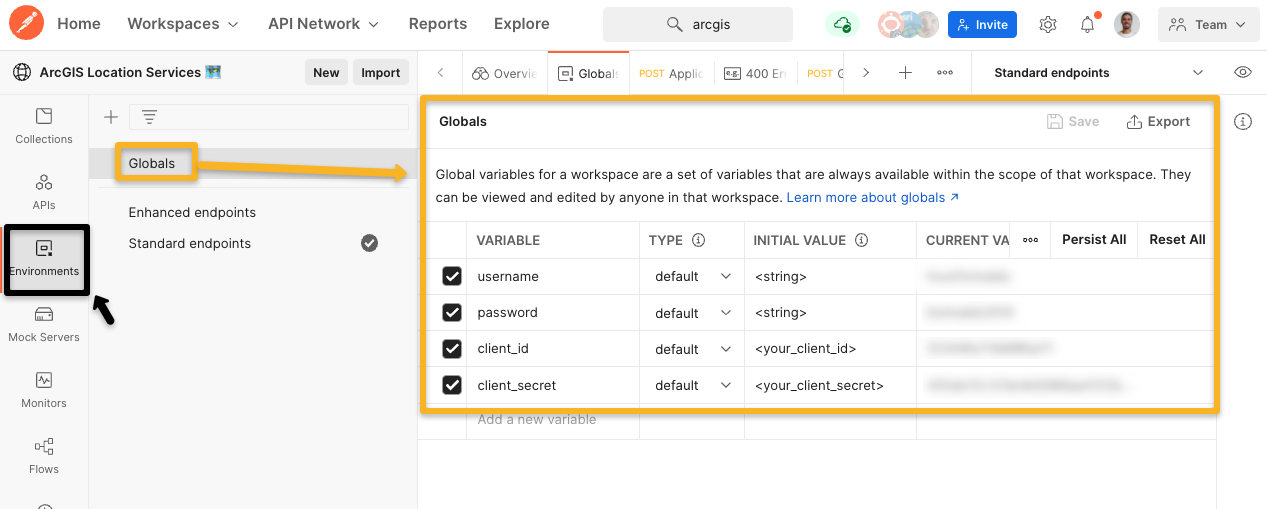 Home Workspaces API Network Reports Explore arcgis Invite Team
ArcGIS Location Services New Import Overvie Globals POST Applic e.g. 400 Er POST Standard endpoints
Collections
APIs
Environments
Mock Servers
Monitors
Flows
Globals
Enhanced endpoints
Standard endpoints
Globals Save Export
Global variables for a workspace are a set of variables that are always available within the scope of that workspace. They
can be viewed and edited by anyone in that workspace. Learn more about globals ↗
VARIABLE TYPE INITIAL VALUE CURRENT VA Persist All Reset All
username default <string>
password default <string>
client_id default <your_client_id>
client_secret default <your_client_secret>
Add a new variable